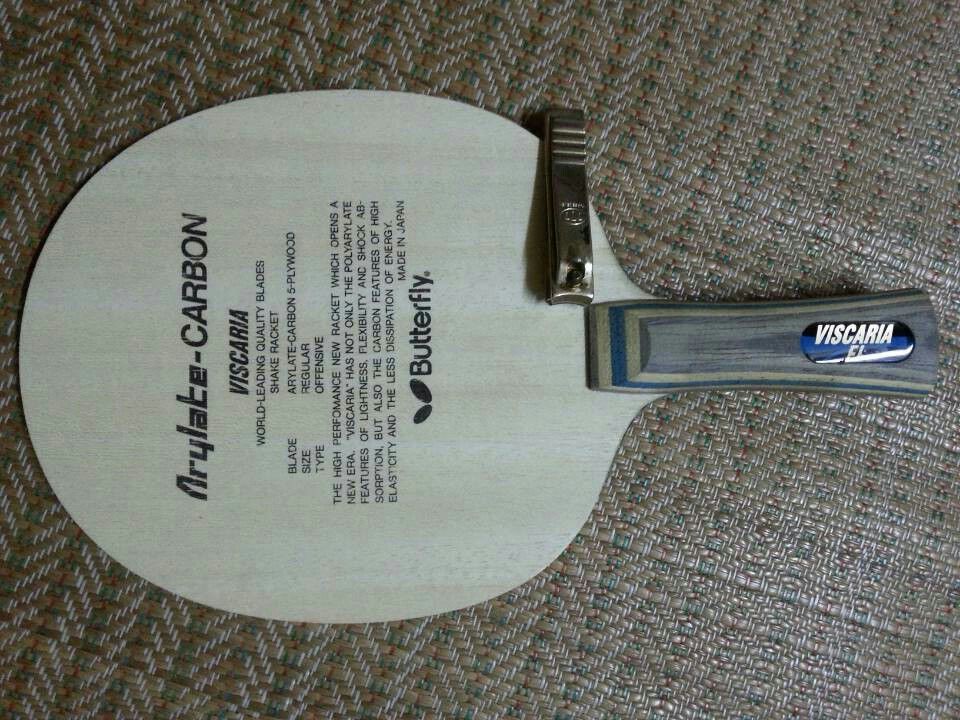 Arylate-CARBON
VISCARIA
WORLD-LEADING QUALITY BLADES
SHAKE RACKET
BLADE ARYLATE-CARBON 5-PLYWOOD
SIZE REGULAR
TYPE OFFENSIVE
THE HIGH PERFOMANCE NEW RACKET WHICH OPENS A
NEW ERA. "VISCARIA" HAS NOT ONLY THE POLYARYLATE
FEATURES OF LIGHTNESS, FLEXIBILITY AND SHOCK AB-
SORPTION, BUT ALSO THE CARBON FEATURES OF HIGH
ELASTICITY AND THE LESS DISSIPATION OF ENERGY.
MADE IN JAPAN
Butterfly®
VISCARIA
FL